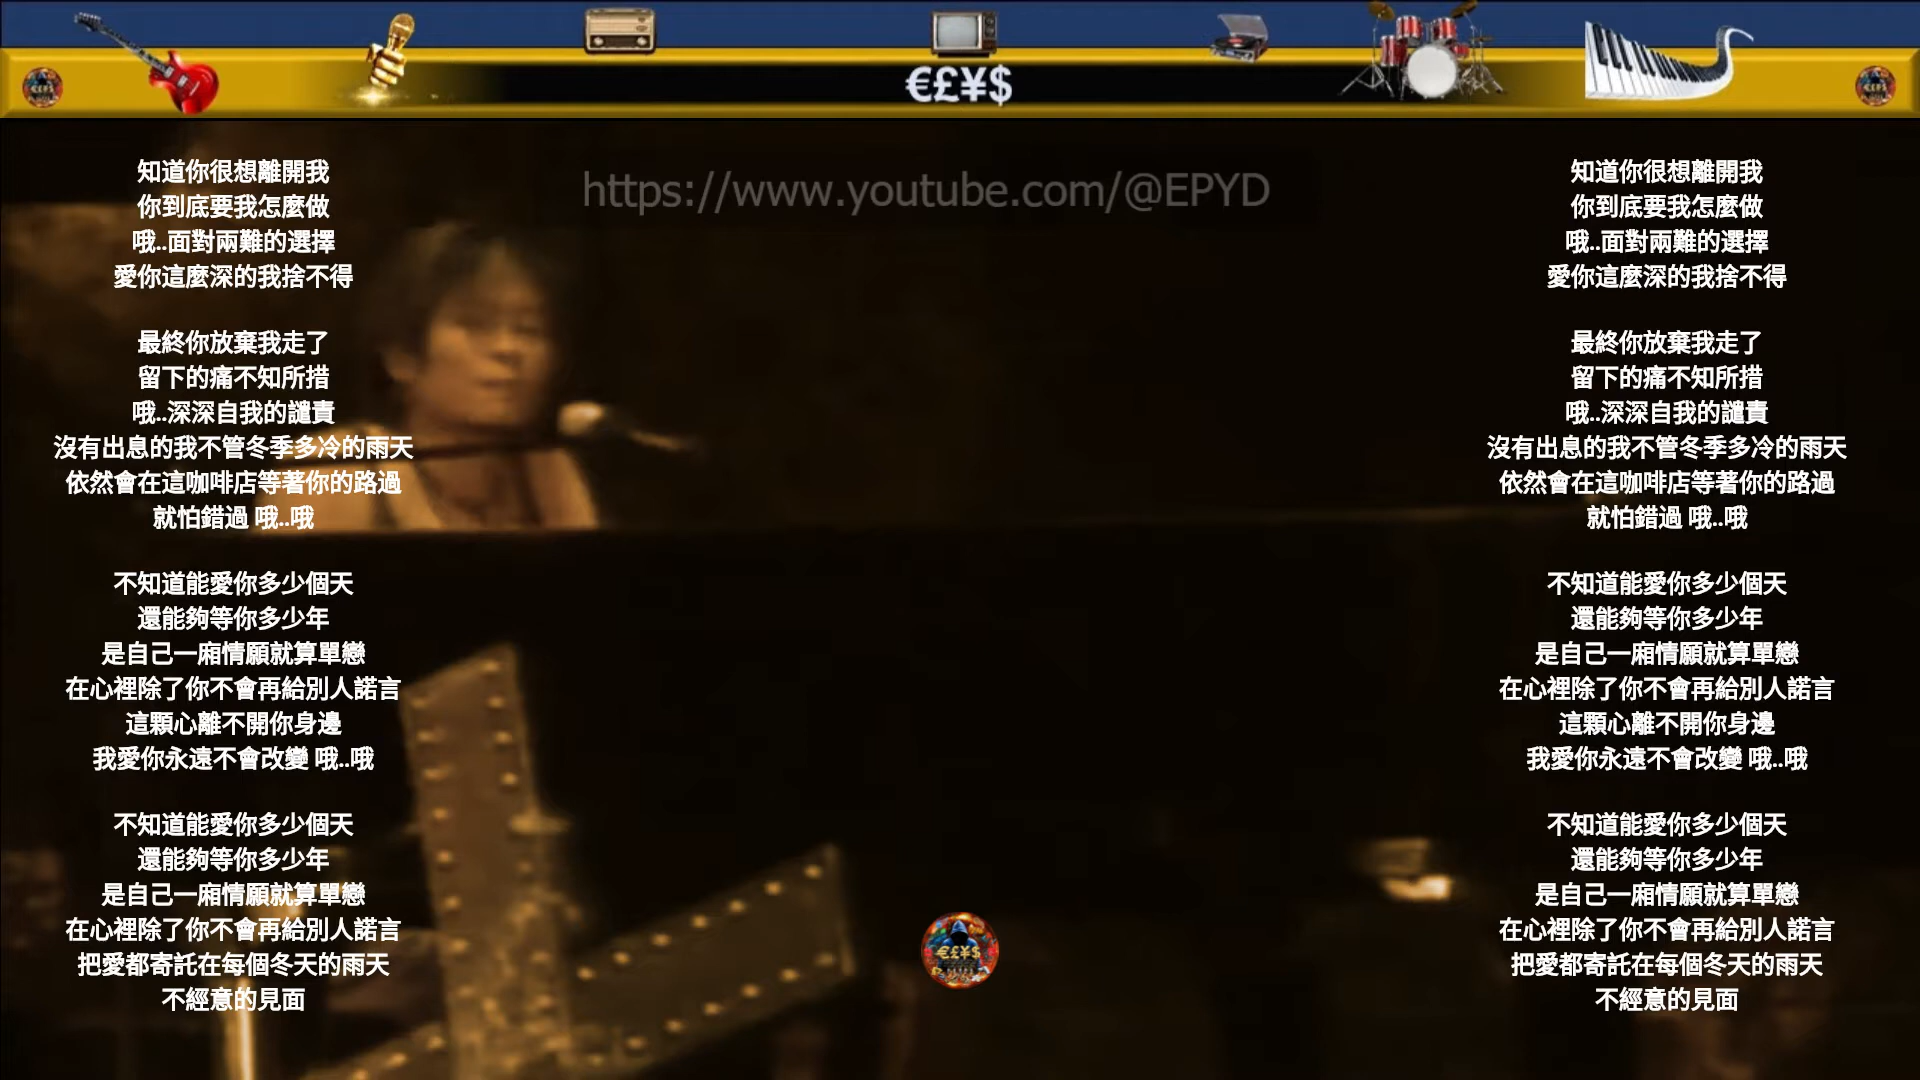 €£¥$
https://www.youtube.com/@EPYD
知道你很想離開我
你到底要我怎麼做
哦..面對兩難的選擇
愛你這麼深的我捨不得
最終你放棄我走了
留下的痛不知所措
哦..深深自我的譴責
沒有出息的我不管冬季多冷的雨天
依然會在這咖啡店等著你的路過
就怕錯過 哦..哦
不知道能愛你多少個天
還能夠等你多少年
是自己一廂情願就算單戀
在心裡除了你不會再給別人諾言
這顆心離不開你身邊
我愛你永遠不會改變 哦..哦
不知道能愛你多少個天
還能夠等你多少年
是自己一廂情願就算單戀
在心裡除了你不會再給別人諾言
把愛都寄託在每個冬天的雨天
不經意的見面
知道你很想離開我
你到底要我怎麼做
哦..面對兩難的選擇
愛你這麼深的我捨不得
最終你放棄我走了
留下的痛不知所措
哦..深深自我的譴責
沒有出息的我不管冬季多冷的雨天
依然會在這咖啡店等著你的路過
就怕錯過 哦..哦
不知道能愛你多少個天
還能夠等你多少年
是自己一廂情願就算單戀
在心裡除了你不會再給別人諾言
這顆心離不開你身邊
我愛你永遠不會改變 哦..哦
不知道能愛你多少個天
還能夠等你多少年
是自己一廂情願就算單戀
在心裡除了你不會再給別人諾言
把愛都寄託在每個冬天的雨天
不經意的見面
€£¥$